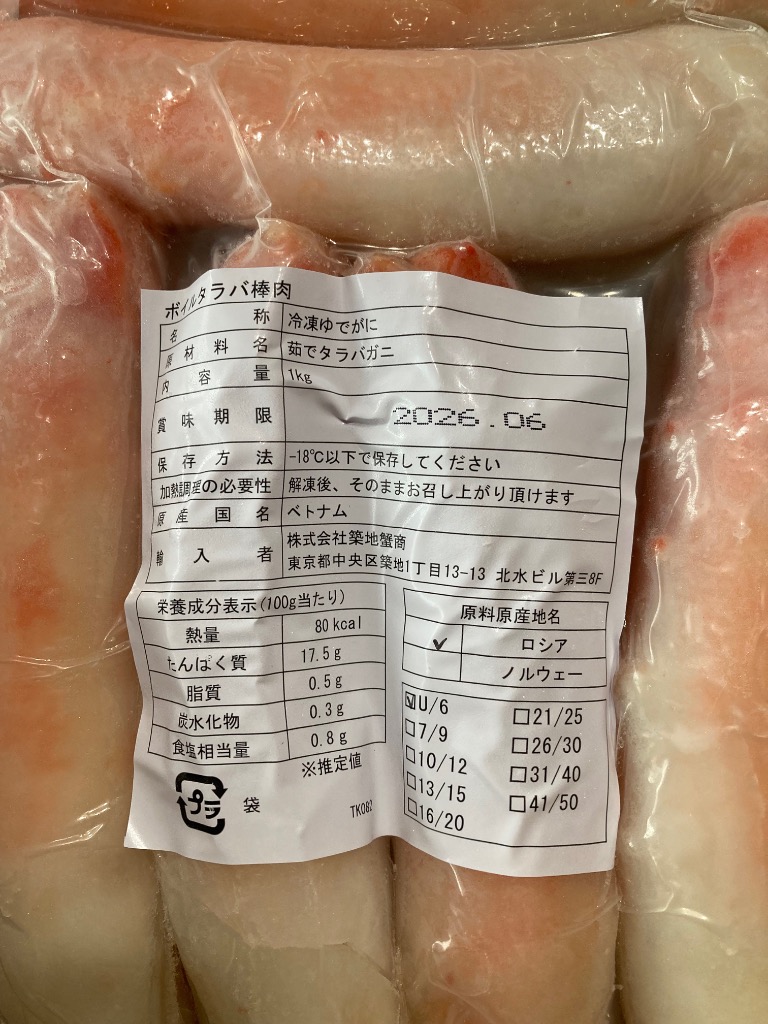 ボイルタラバ棒肉
名称 冷凍ゆでがに
原材料名 茹でタラバガニ
内容量 1kg
賞味期限 2026.06
保存方法 -18℃以下で保存してください
加熱調理の必要性 解凍後、そのままお召し上がり頂けます
原産国名 ベトナム
輸入者 株式会社築地蟹商
東京都中央区築地1丁目13-13 北水ビル第三8F
栄養成分表示(100g当たり)
熱量 80kcal
たんぱく質 17.5g
脂質 0.5g
炭水化物 0.3g
食塩相当量 0.8g
※推定値
プラ 袋
TK082
原料原産地名
✓ ロシア
ノルウェー
☑U/6 □21/25
□7/9 □26/30
□10/12 □31/40
□13/15 □41/50
□16/20